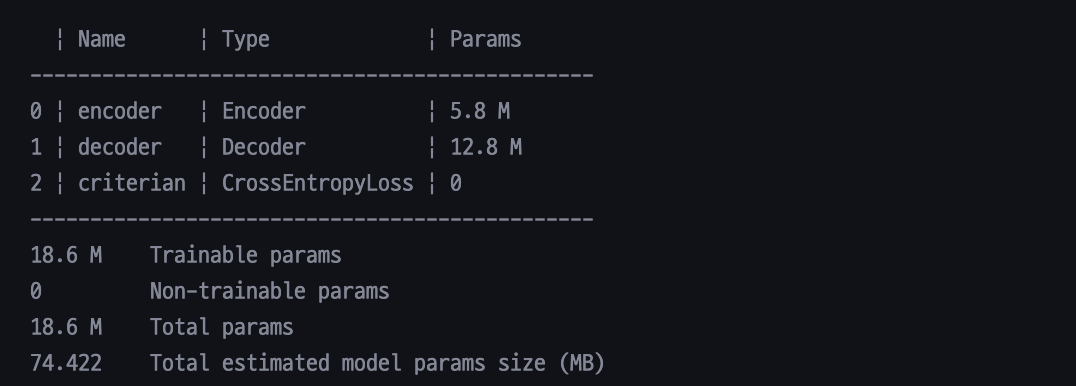 | Name      | Type             | Params
-----------------------------------------------
0 | encoder   | Encoder          | 5.8 M
1 | decoder   | Decoder          | 12.8 M
2 | criterian | CrossEntropyLoss | 0
-----------------------------------------------
18.6 M    Trainable params
0         Non-trainable params
18.6 M    Total params
74.422    Total estimated model params size (MB)